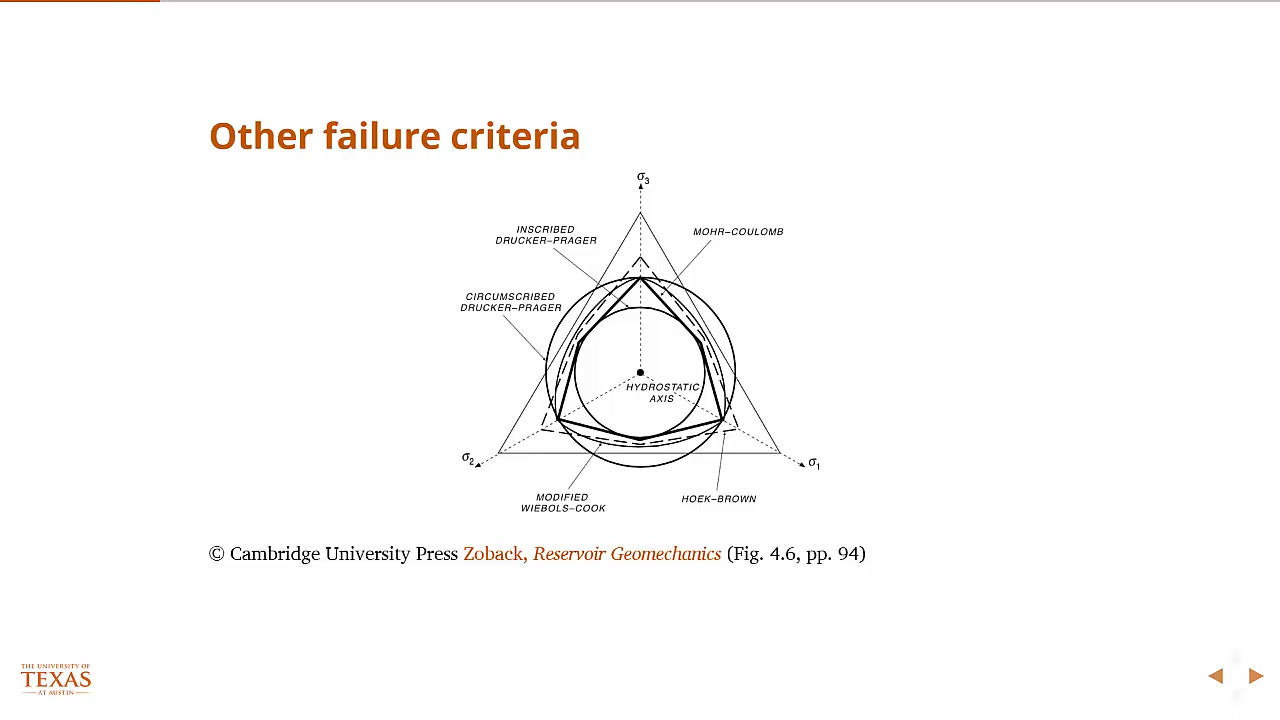 Other failure criteria
σ3
INSCRIBED
DRUCKER–PRAGER
MOHR–COULOMB
CIRCUMSCRIBED
DRUCKER–PRAGER
HYDROSTATIC
AXIS
σ2
σ1
MODIFIED
WIEBOLS–COOK
HOEK–BROWN
© Cambridge University Press Zoback, Reservoir Geomechanics (Fig. 4.6, pp. 94)
THE UNIVERSITY OF
TEXAS
AT AUSTIN